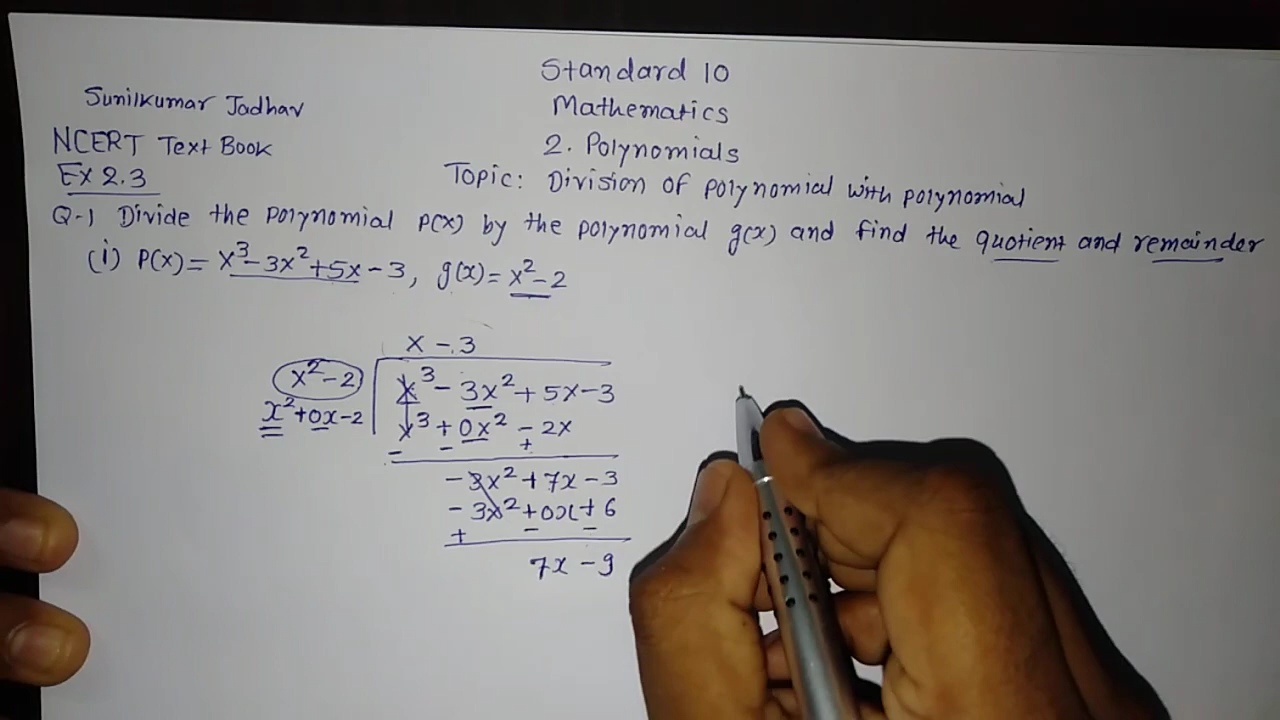 Standard 10
Sunilkumar Jadhav
Mathematics
NCERT Text Book
2. Polynomials
Ex 2.3
Topic: Division of polynomial with polynomial
Q-1 Divide the polynomial p(x) by the polynomial g(x) and find the quotient and remainder
(i) P(x) = x³ - 3x² + 5x - 3, g(x) = x² - 2
x - 3
x² - 2
x³ - 3x² + 5x - 3
x² + 0x - 2
x³ + 0x² - 2x
- - +
- 3x² + 7x - 3
- 3x² + 0x + 6
+ - -
7x - 9